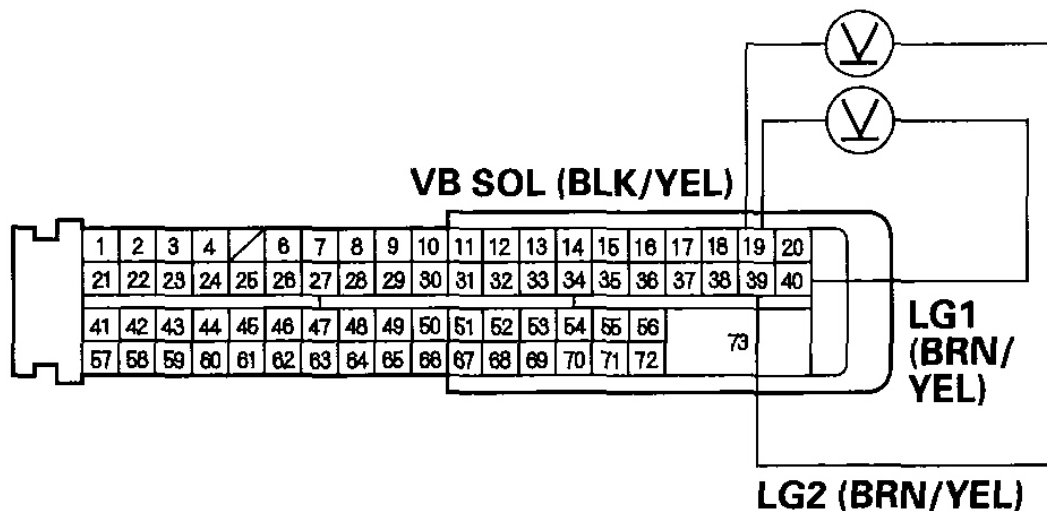 V
V
VB SOL (BLK/YEL)
1 2 3 4 6 7 8 9 10 11 12 13 14 15 16 17 18 19 20
21 22 23 24 25 26 27 28 29 30 31 32 33 34 35 36 37 38 39 40
41 42 43 44 45 46 47 48 49 50 51 52 53 54 55 56
73
57 58 59 60 61 62 63 64 65 66 67 68 69 70 71 72
LG1
(BRN/
YEL)
LG2 (BRN/YEL)